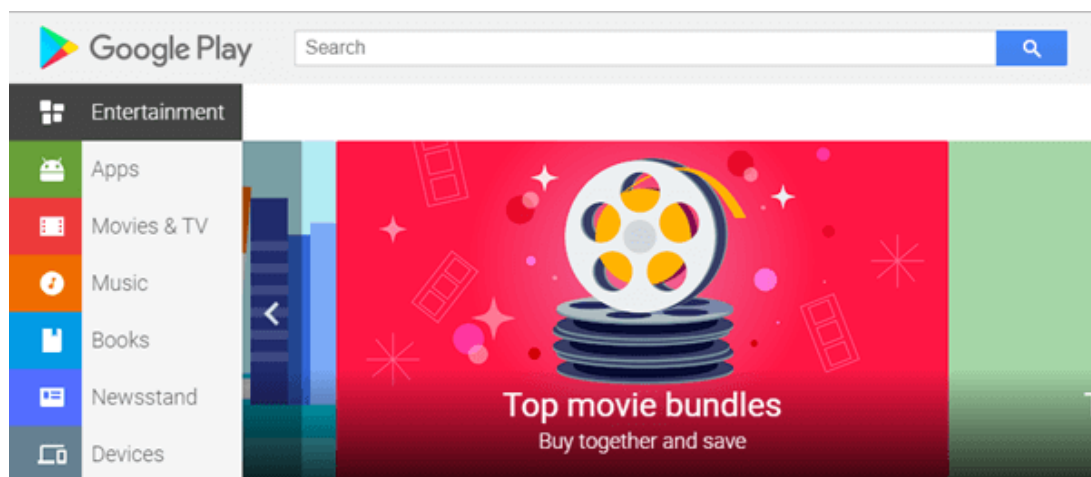 Google Play
Search
Entertainment
Apps
Movies & TV
Music
Books
Newsstand
Devices
Top movie bundles
Buy together and save